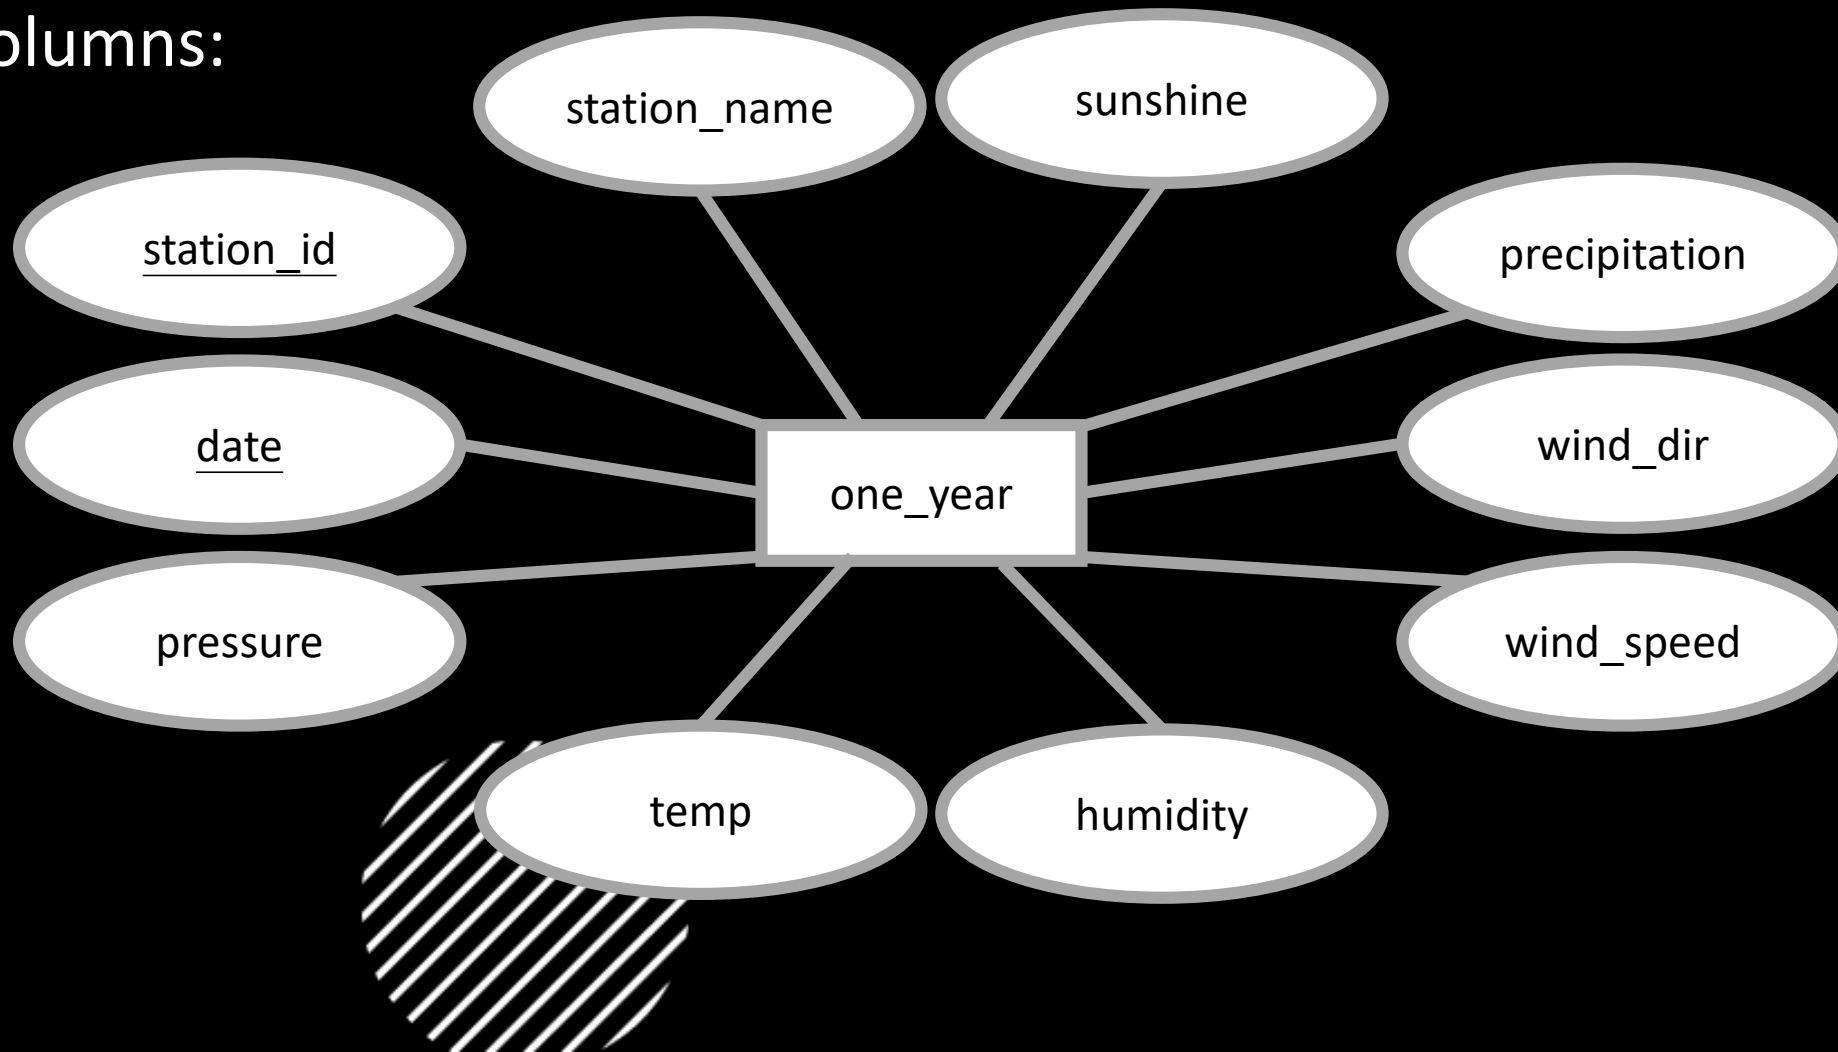 olumns:
station_name
sunshine
station_id
precipitation
date
wind_dir
one_year
pressure
wind_speed
temp
humidity